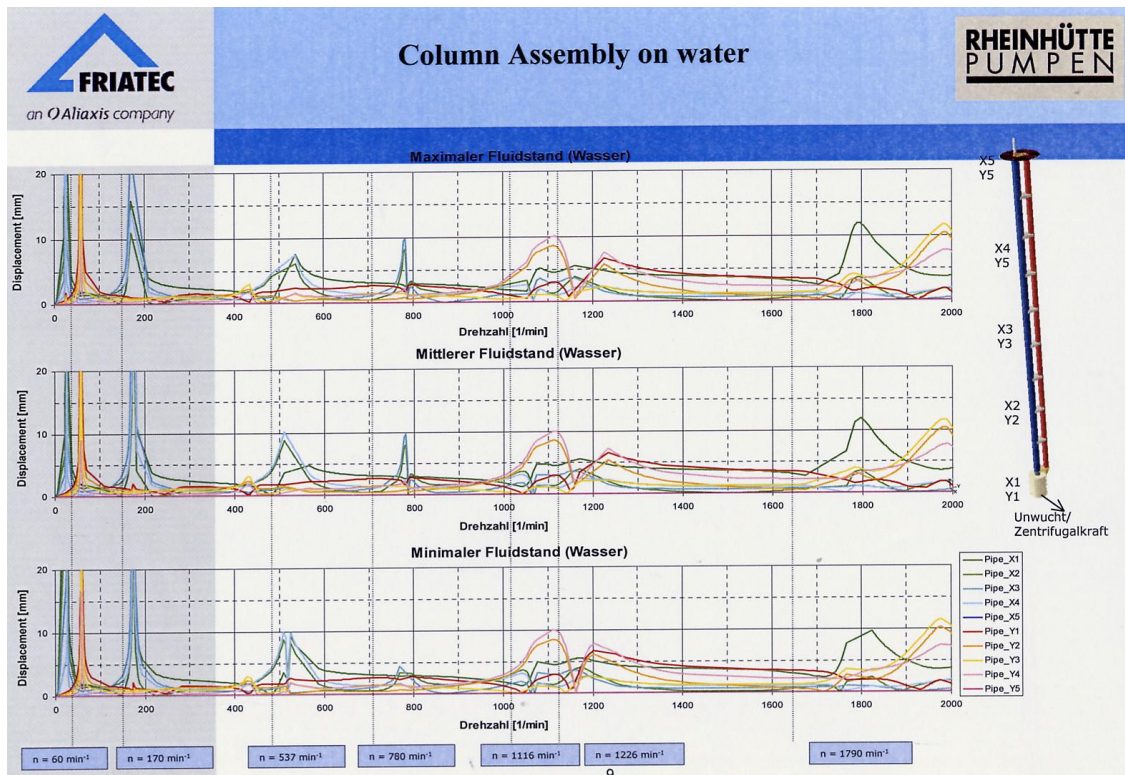 FRIATEC
an Aliaxis company
Column Assembly on water
RHEINHÜTTE
PUMPEN
Maximaler Fluidstand (Wasser)
Displacement [mm]
20
10
0
0 200 400 600 800 1000 1200 1400 1600 1800 2000
Drehzahl [1/min]
Mittlerer Fluidstand (Wasser)
Displacement [mm]
20
10
0
0 200 400 600 800 1000 1200 1400 1600 1800 2000
Drehzahl [1/min]
Minimaler Fluidstand (Wasser)
Displacement [mm]
20
10
0
0 200 400 600 800 1000 1200 1400 1600 1800 2000
Drehzahl [1/min]
X5
Y5
X4
Y5
X3
Y3
X2
Y2
X1
Y1
Unwucht/
Zentrifugalkraft
Pipe_X1
Pipe_X2
Pipe_X3
Pipe_X4
Pipe_X5
Pipe_Y1
Pipe_Y2
Pipe_Y3
Pipe_Y4
Pipe_Y5
n = 60 min⁻¹
n = 170 min⁻¹
n = 537 min⁻¹
n = 780 min⁻¹
n = 1116 min⁻¹
n = 1226 min⁻¹
n = 1790 min⁻¹